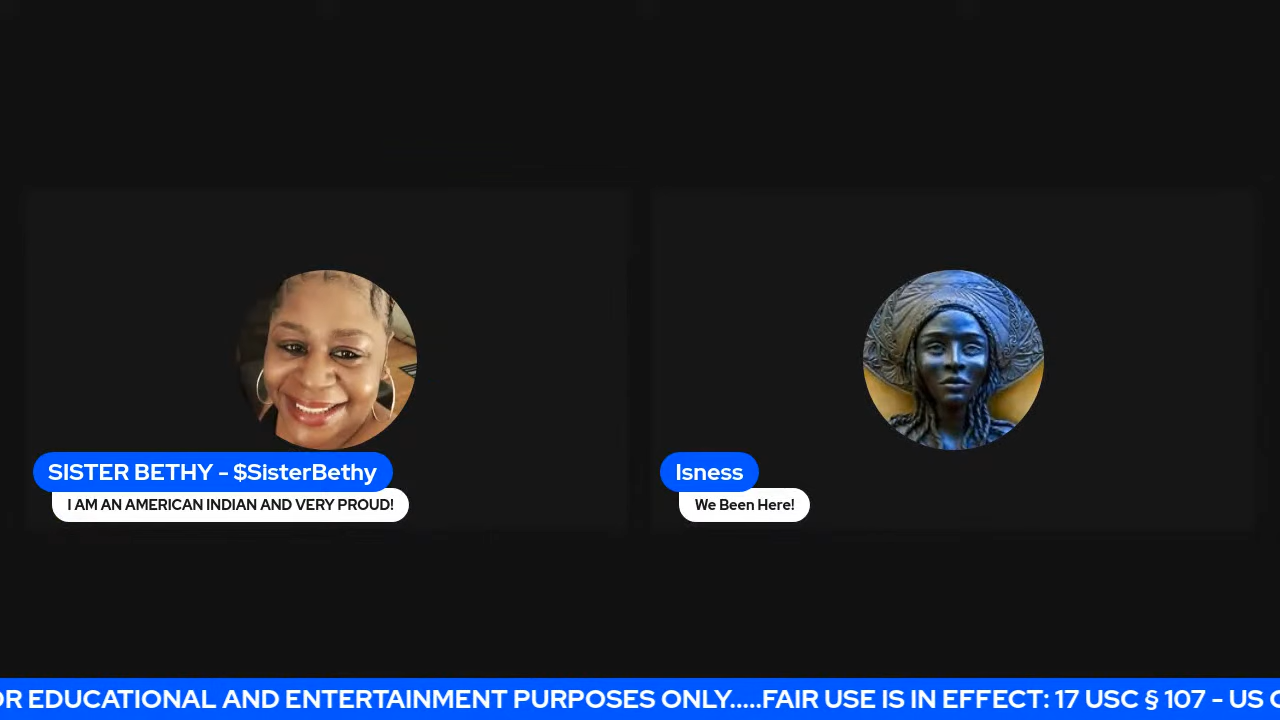 SISTER BETHY - $SisterBethy
I AM AN AMERICAN INDIAN AND VERY PROUD!
Isness
We Been Here!
OR EDUCATIONAL AND ENTERTAINMENT PURPOSES ONLY.....FAIR USE IS IN EFFECT: 17 USC § 107 - US